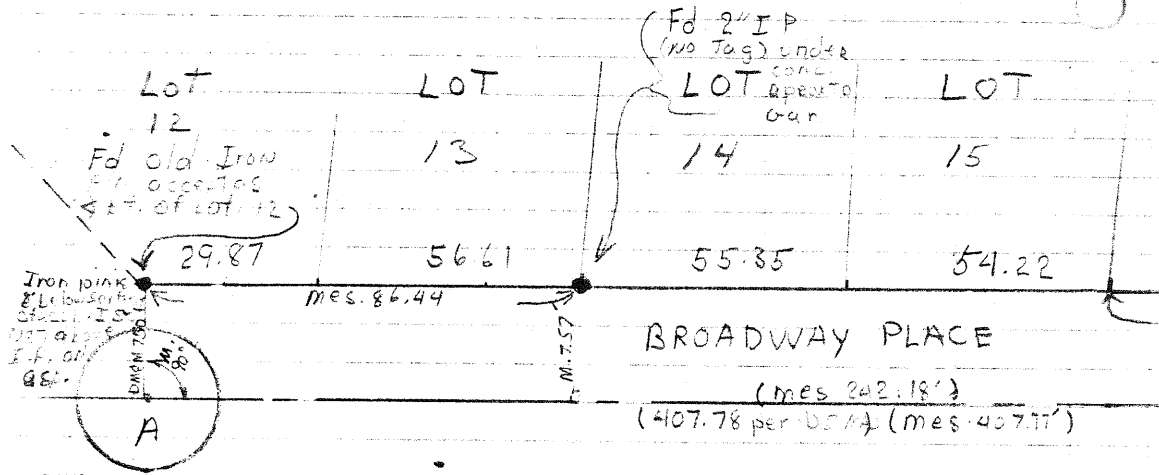 Fd 2" I P
(No Tag) under
conc
LOT LOT LOT LOT
12 13 14 15
Fd old Iron
of Lot 12
29.87 56.61 55.35 54.22
mes. 86.44
Iron
M. 7.57
M.
90°
BROADWAY PLACE
(mes 242.18')
(407.78 per (mes 407.77')
A